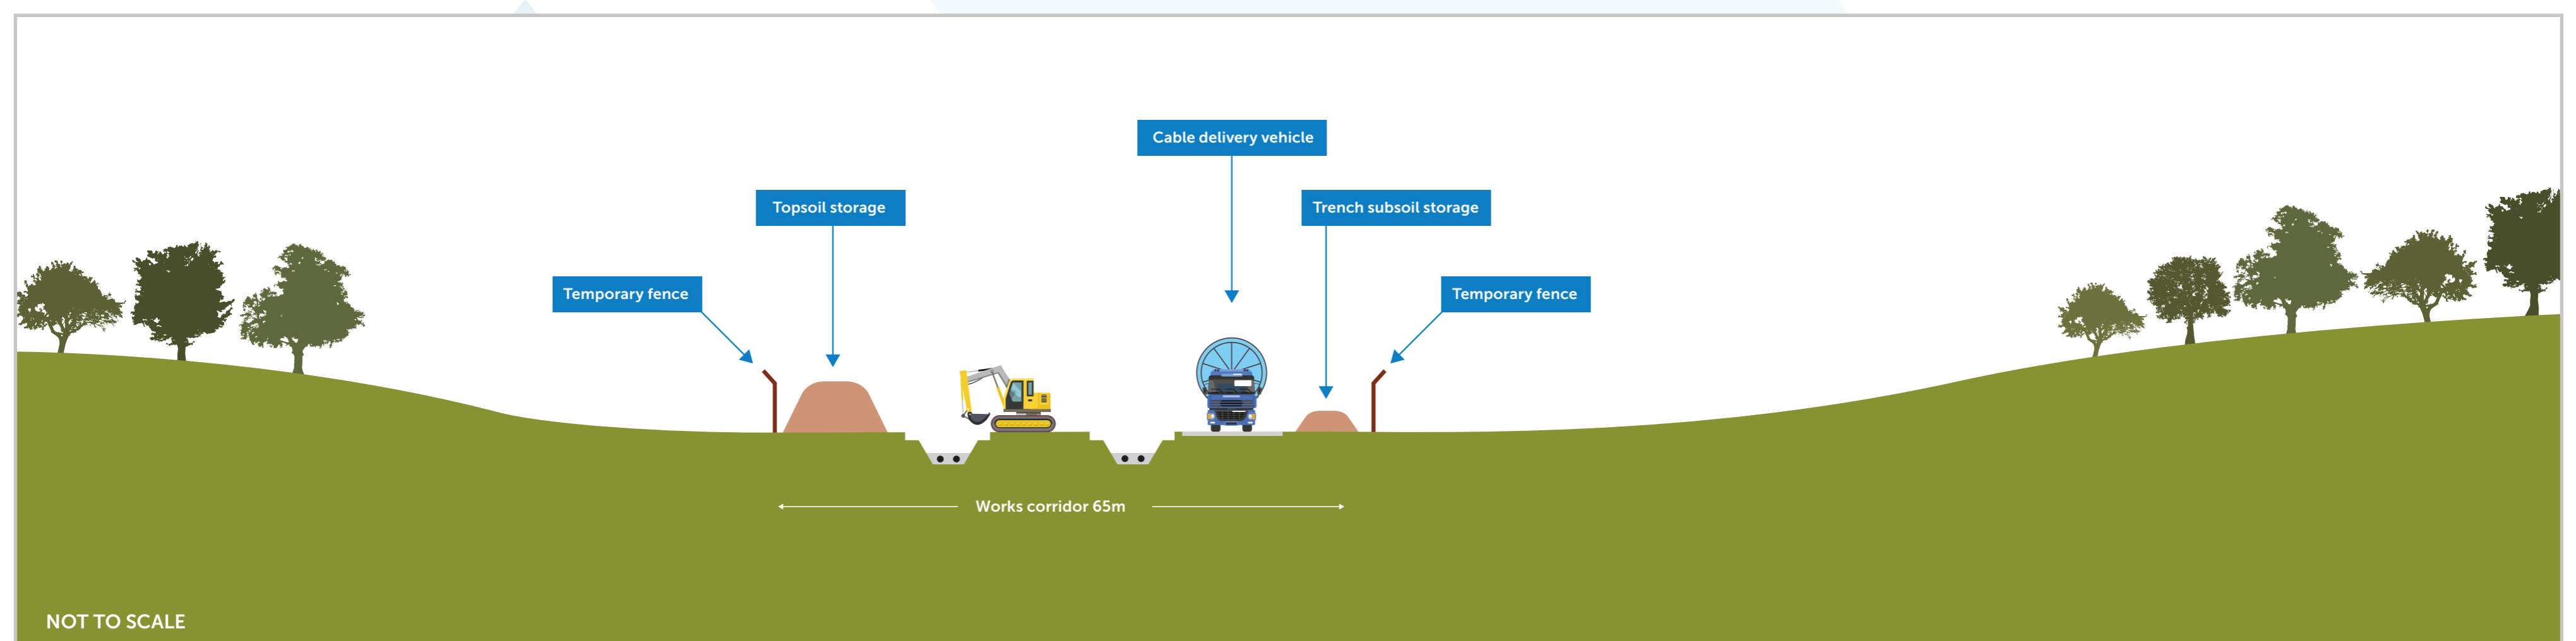 Cable delivery vehicle
Topsoil storage
Trench subsoil storage
Temporary fence
Temporary fence
Works corridor 65m
NOT TO SCALE